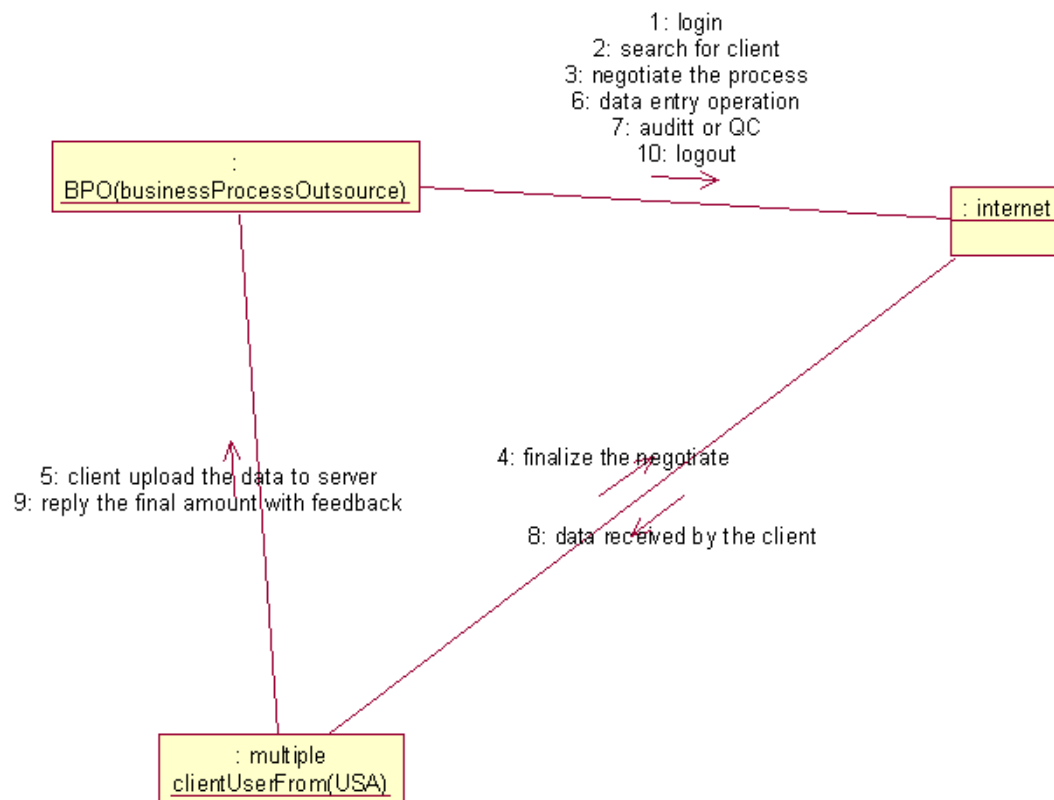 1: login
2: search for client
3: negotiate the process
6: data entry operation
7: auditt or QC
10: logout
:
BPO(businessProcessOutsource)
: internet
4: finalize the negotiate
5: client upload the data to server
9: reply the final amount with feedback
8: data received by the client
: multiple
clientUserFrom(USA)